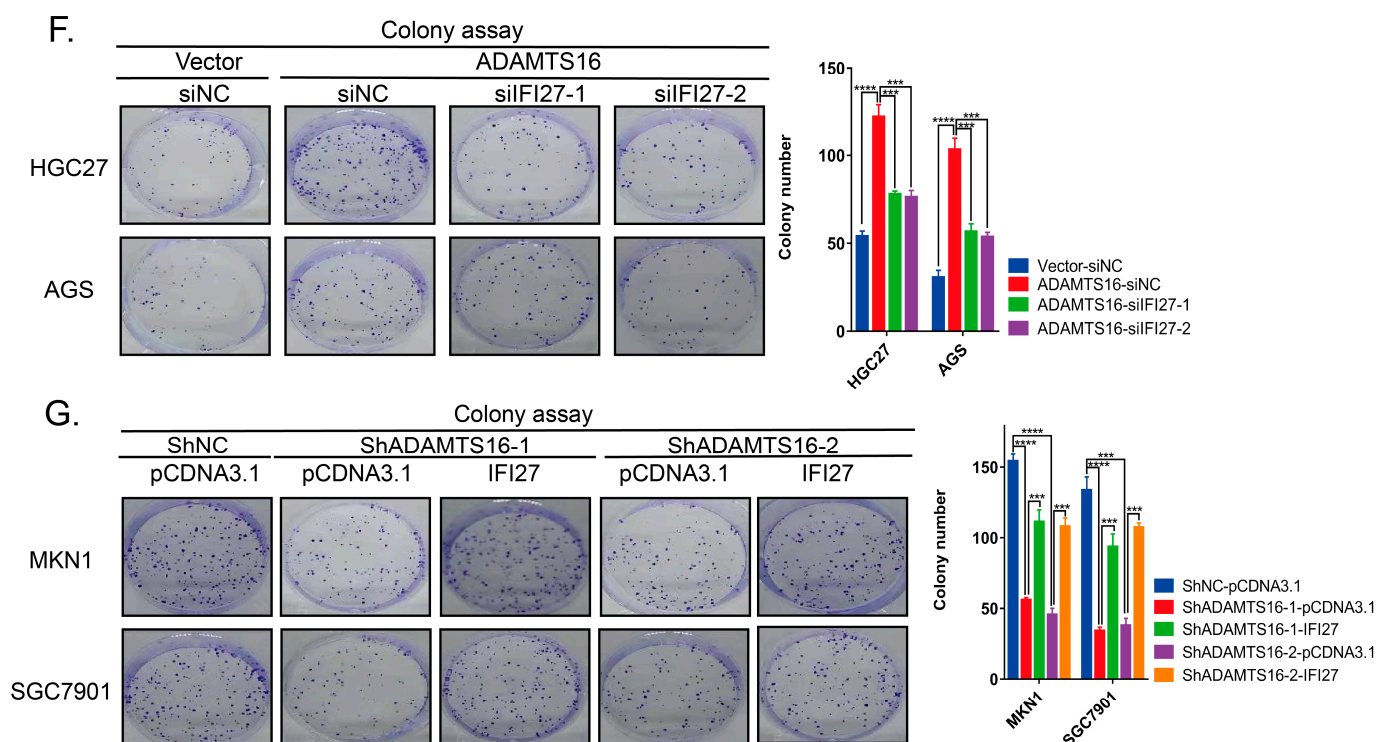 F.
Colony assay
Vector ADAMTS16
siNC siNC siIFI27-1 siIFI27-2
HGC27
AGS
Colony number
150
100
50
0
**** *** ***
**** *** ***
HGC27 AGS
Vector-siNC
ADAMTS16-siNC
ADAMTS16-siIFI27-1
ADAMTS16-siIFI27-2
G.
Colony assay
ShNC ShADAMTS16-1 ShADAMTS16-2
pCDNA3.1 pCDNA3.1 IFI27 pCDNA3.1 IFI27
MKN1
SGC7901
Colony number
150
100
50
0
**** **** *** ***
*** **** *** ***
MKN1 SGC7901
ShNC-pCDNA3.1
ShADAMTS16-1-pCDNA3.1
ShADAMTS16-1-IFI27
ShADAMTS16-2-pCDNA3.1
ShADAMTS16-2-IFI27